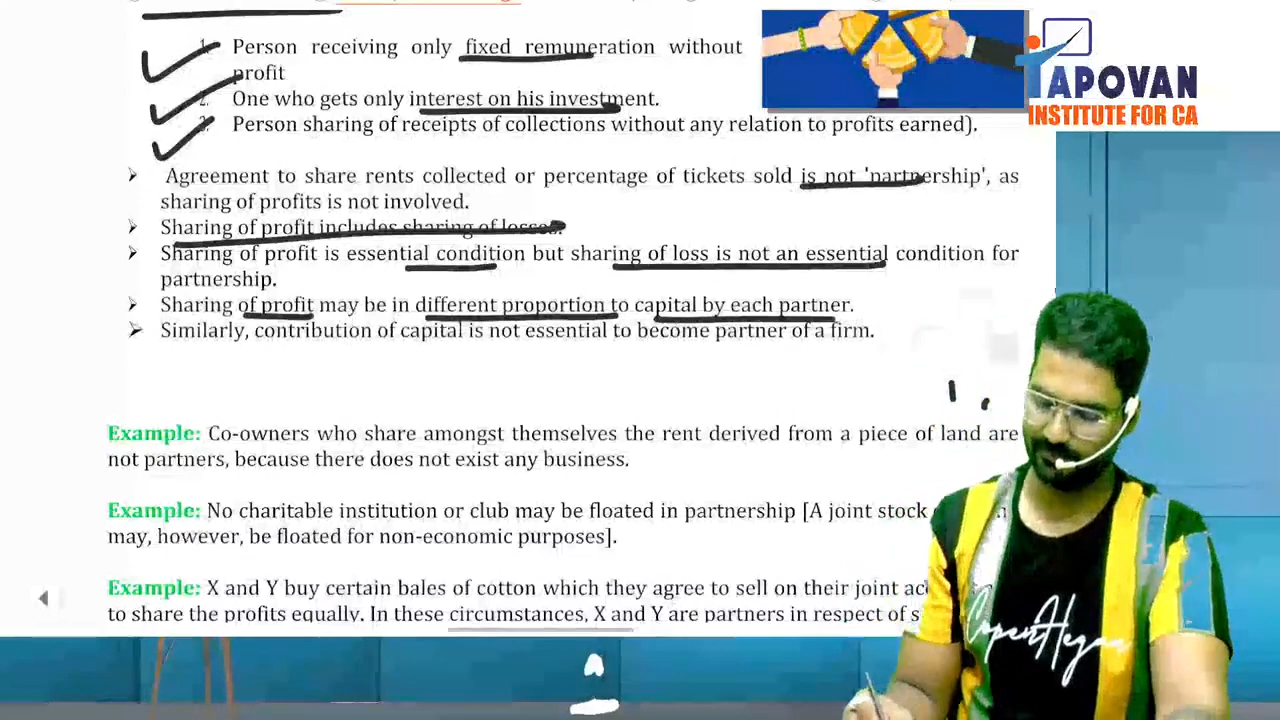 1. Person receiving only fixed remuneration without
profit
2. One who gets only interest on his investment.
3. Person sharing of receipts of collections without any relation to profits earned).
Agreement to share rents collected or percentage of tickets sold is not 'partnership', as
sharing of profits is not involved.
Sharing of profit includes sharing of losses.
Sharing of profit is essential condition but sharing of loss is not an essential condition for
partnership.
Sharing of profit may be in different proportion to capital by each partner.
Similarly, contribution of capital is not essential to become partner of a firm.
Example: Co-owners who share amongst themselves the rent derived from a piece of land are
not partners, because there does not exist any business.
Example: No charitable institution or club may be floated in partnership [A joint stock
may, however, be floated for non-economic purposes].
Example: X and Y buy certain bales of cotton which they agree to sell on their joint
to share the profits equally. In these circumstances, X and Y are partners in respect of
TAPOVAN
INSTITUTE FOR CA
CopenHagen